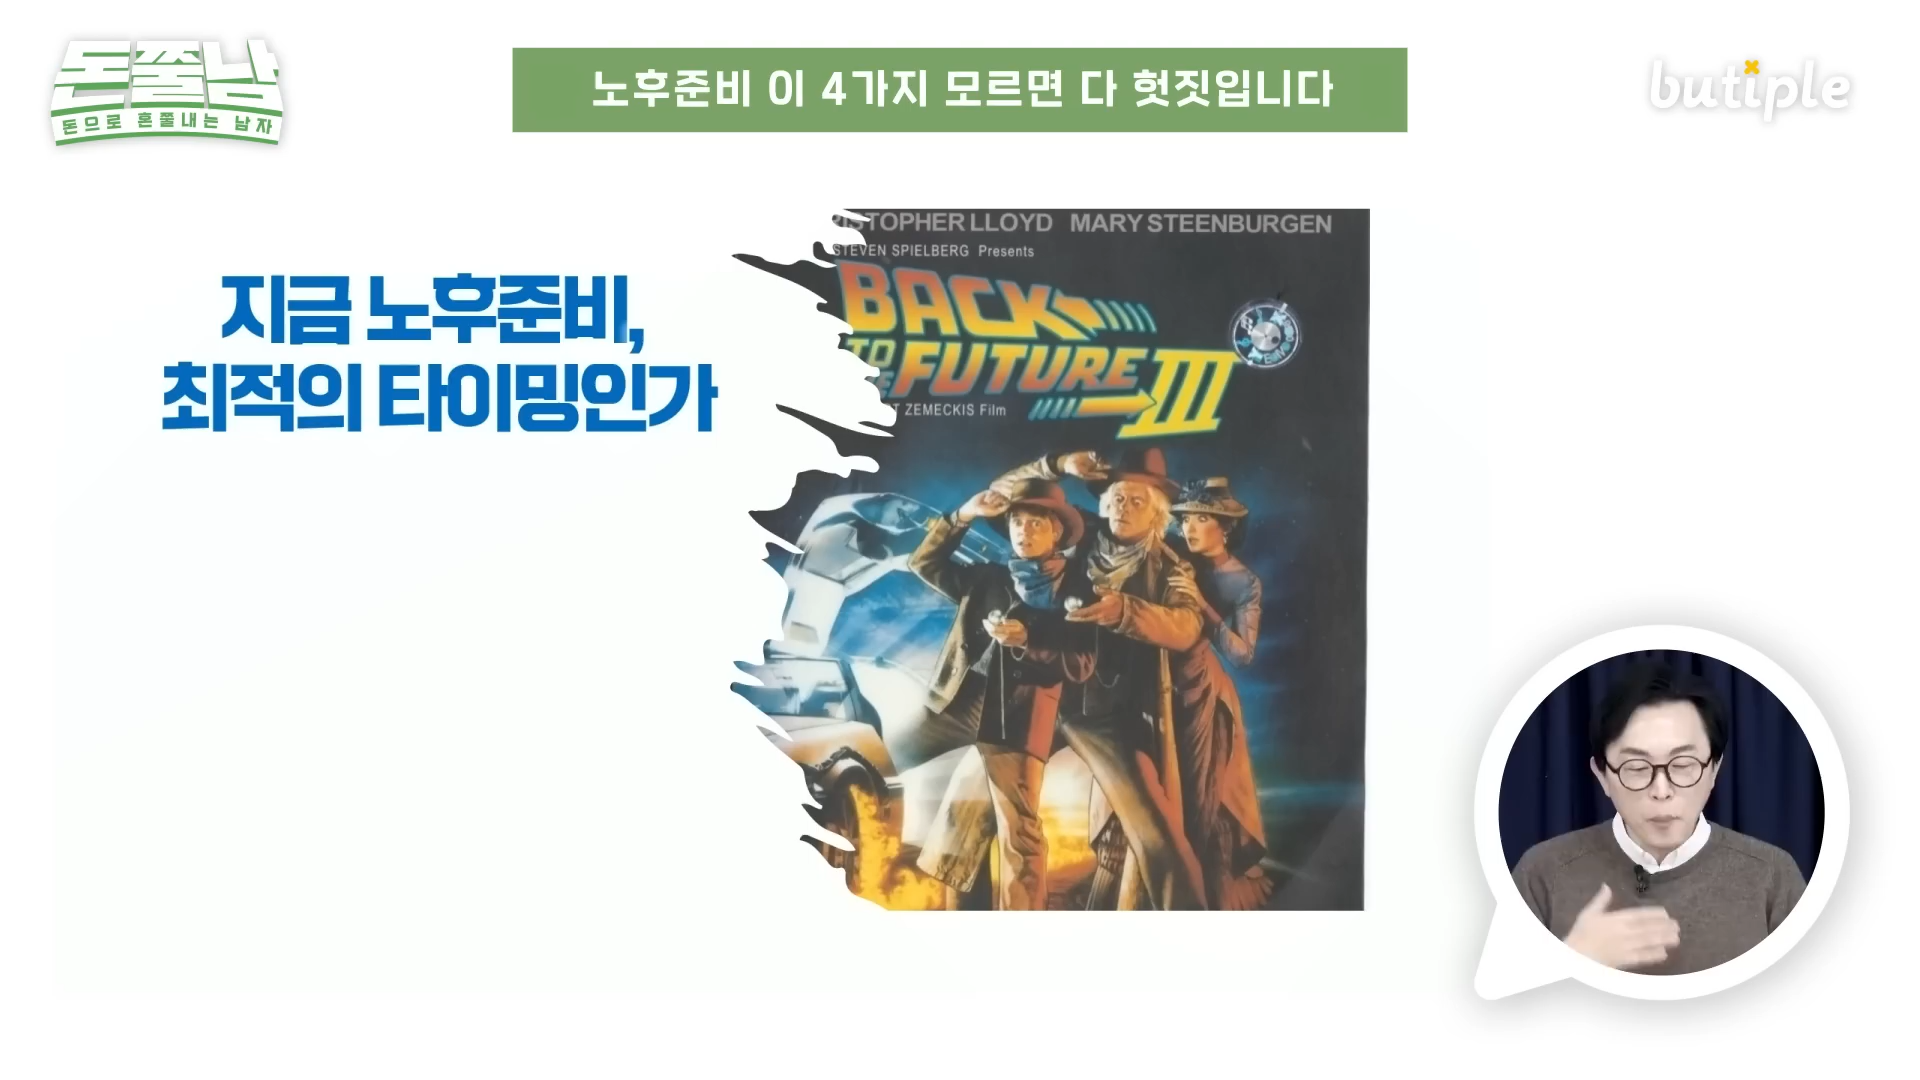 돈쭐남
돈으로 혼쭐내는 남자
노후준비 이 4가지 모르면 다 헛짓입니다
butiple
지금 노후준비,
최적의 타이밍인가
LLOYD MARY STEENBURGEN
STEVEN SPIELBERG Presents
BACK
TO
FUTURE III
ZEMECKIS Film